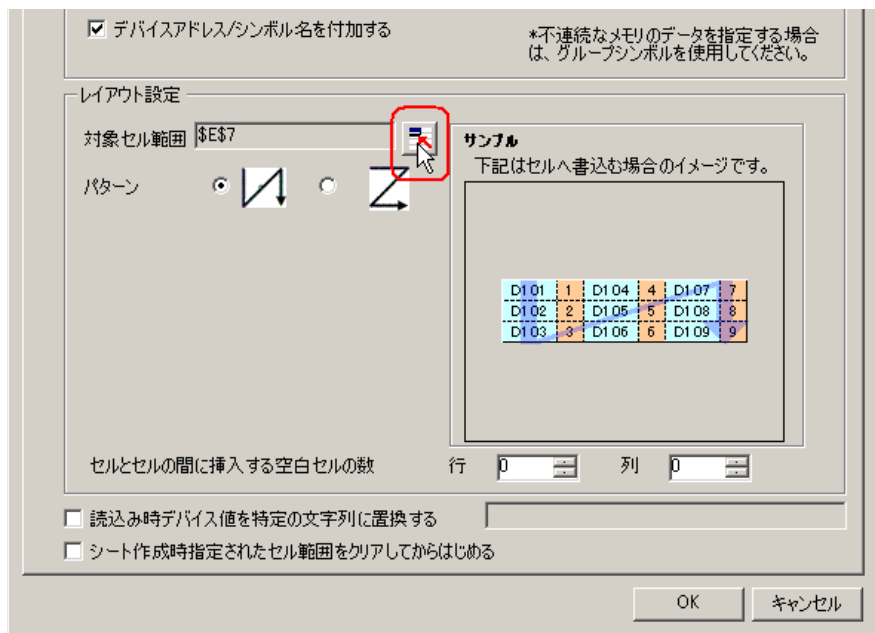 デバイスアドレス/シンボル名を付加する
*不連続なメモリのデータを指定する場合
は、グループシンボルを使用してください。
レイアウト設定
対象セル範囲 $E$7
パターン
サンプル
下記はセルへ書込む場合のイメージです。
D101 1 D104 4 D107 7
D102 2 D105 5 D108 8
D103 3 D106 6 D109 9
セルとセルの間に挿入する空白セルの数 行 0 列 0
読込み時デバイス値を特定の文字列に置換する
シート作成時指定されたセル範囲をクリアしてからはじめる
OK キャンセル